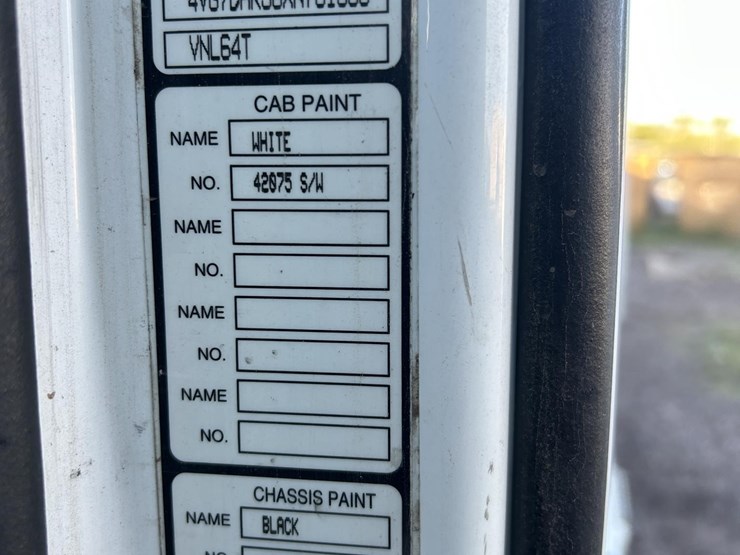 VNL64T
CAB PAINT
NAME WHITE
NO. 42075 S/W
NAME
NO.
NAME
NO.
NAME
NO.
CHASSIS PAINT
NAME BLACK